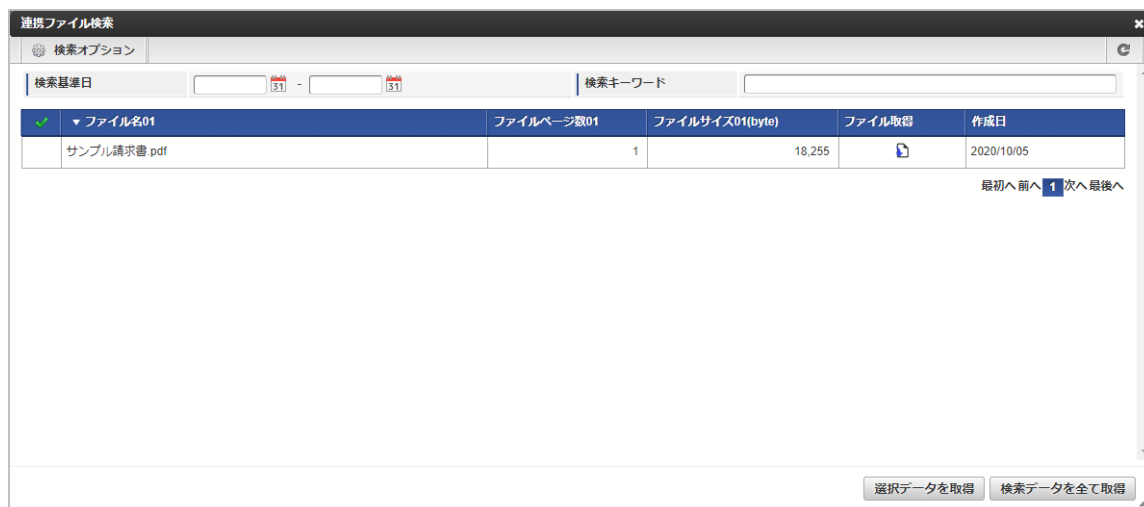 連携ファイル検索
検索オプション
検索基準日 31 - 31 検索キーワード
▼ ファイル名01 ファイルページ数01 ファイルサイズ01(byte) ファイル取得 作成日
サンプル請求書.pdf 1 18,255 2020/10/05
最初へ 前へ 1 次へ 最後へ
選択データを取得 検索データを全て取得